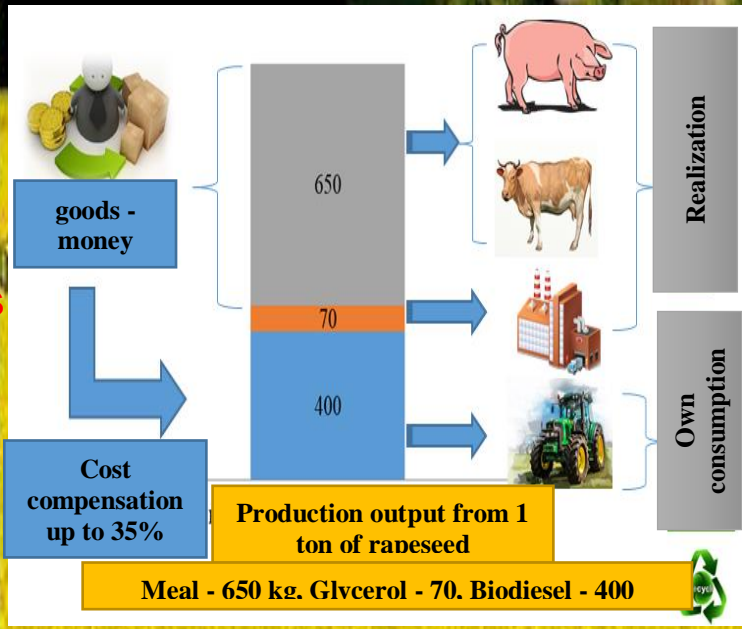 goods -
money
650
70
400
Realization
Own
consumption
Cost
compensation
up to 35%
Production output from 1
ton of rapeseed
Meal - 650 kg, Glycerol - 70, Biodiesel - 400